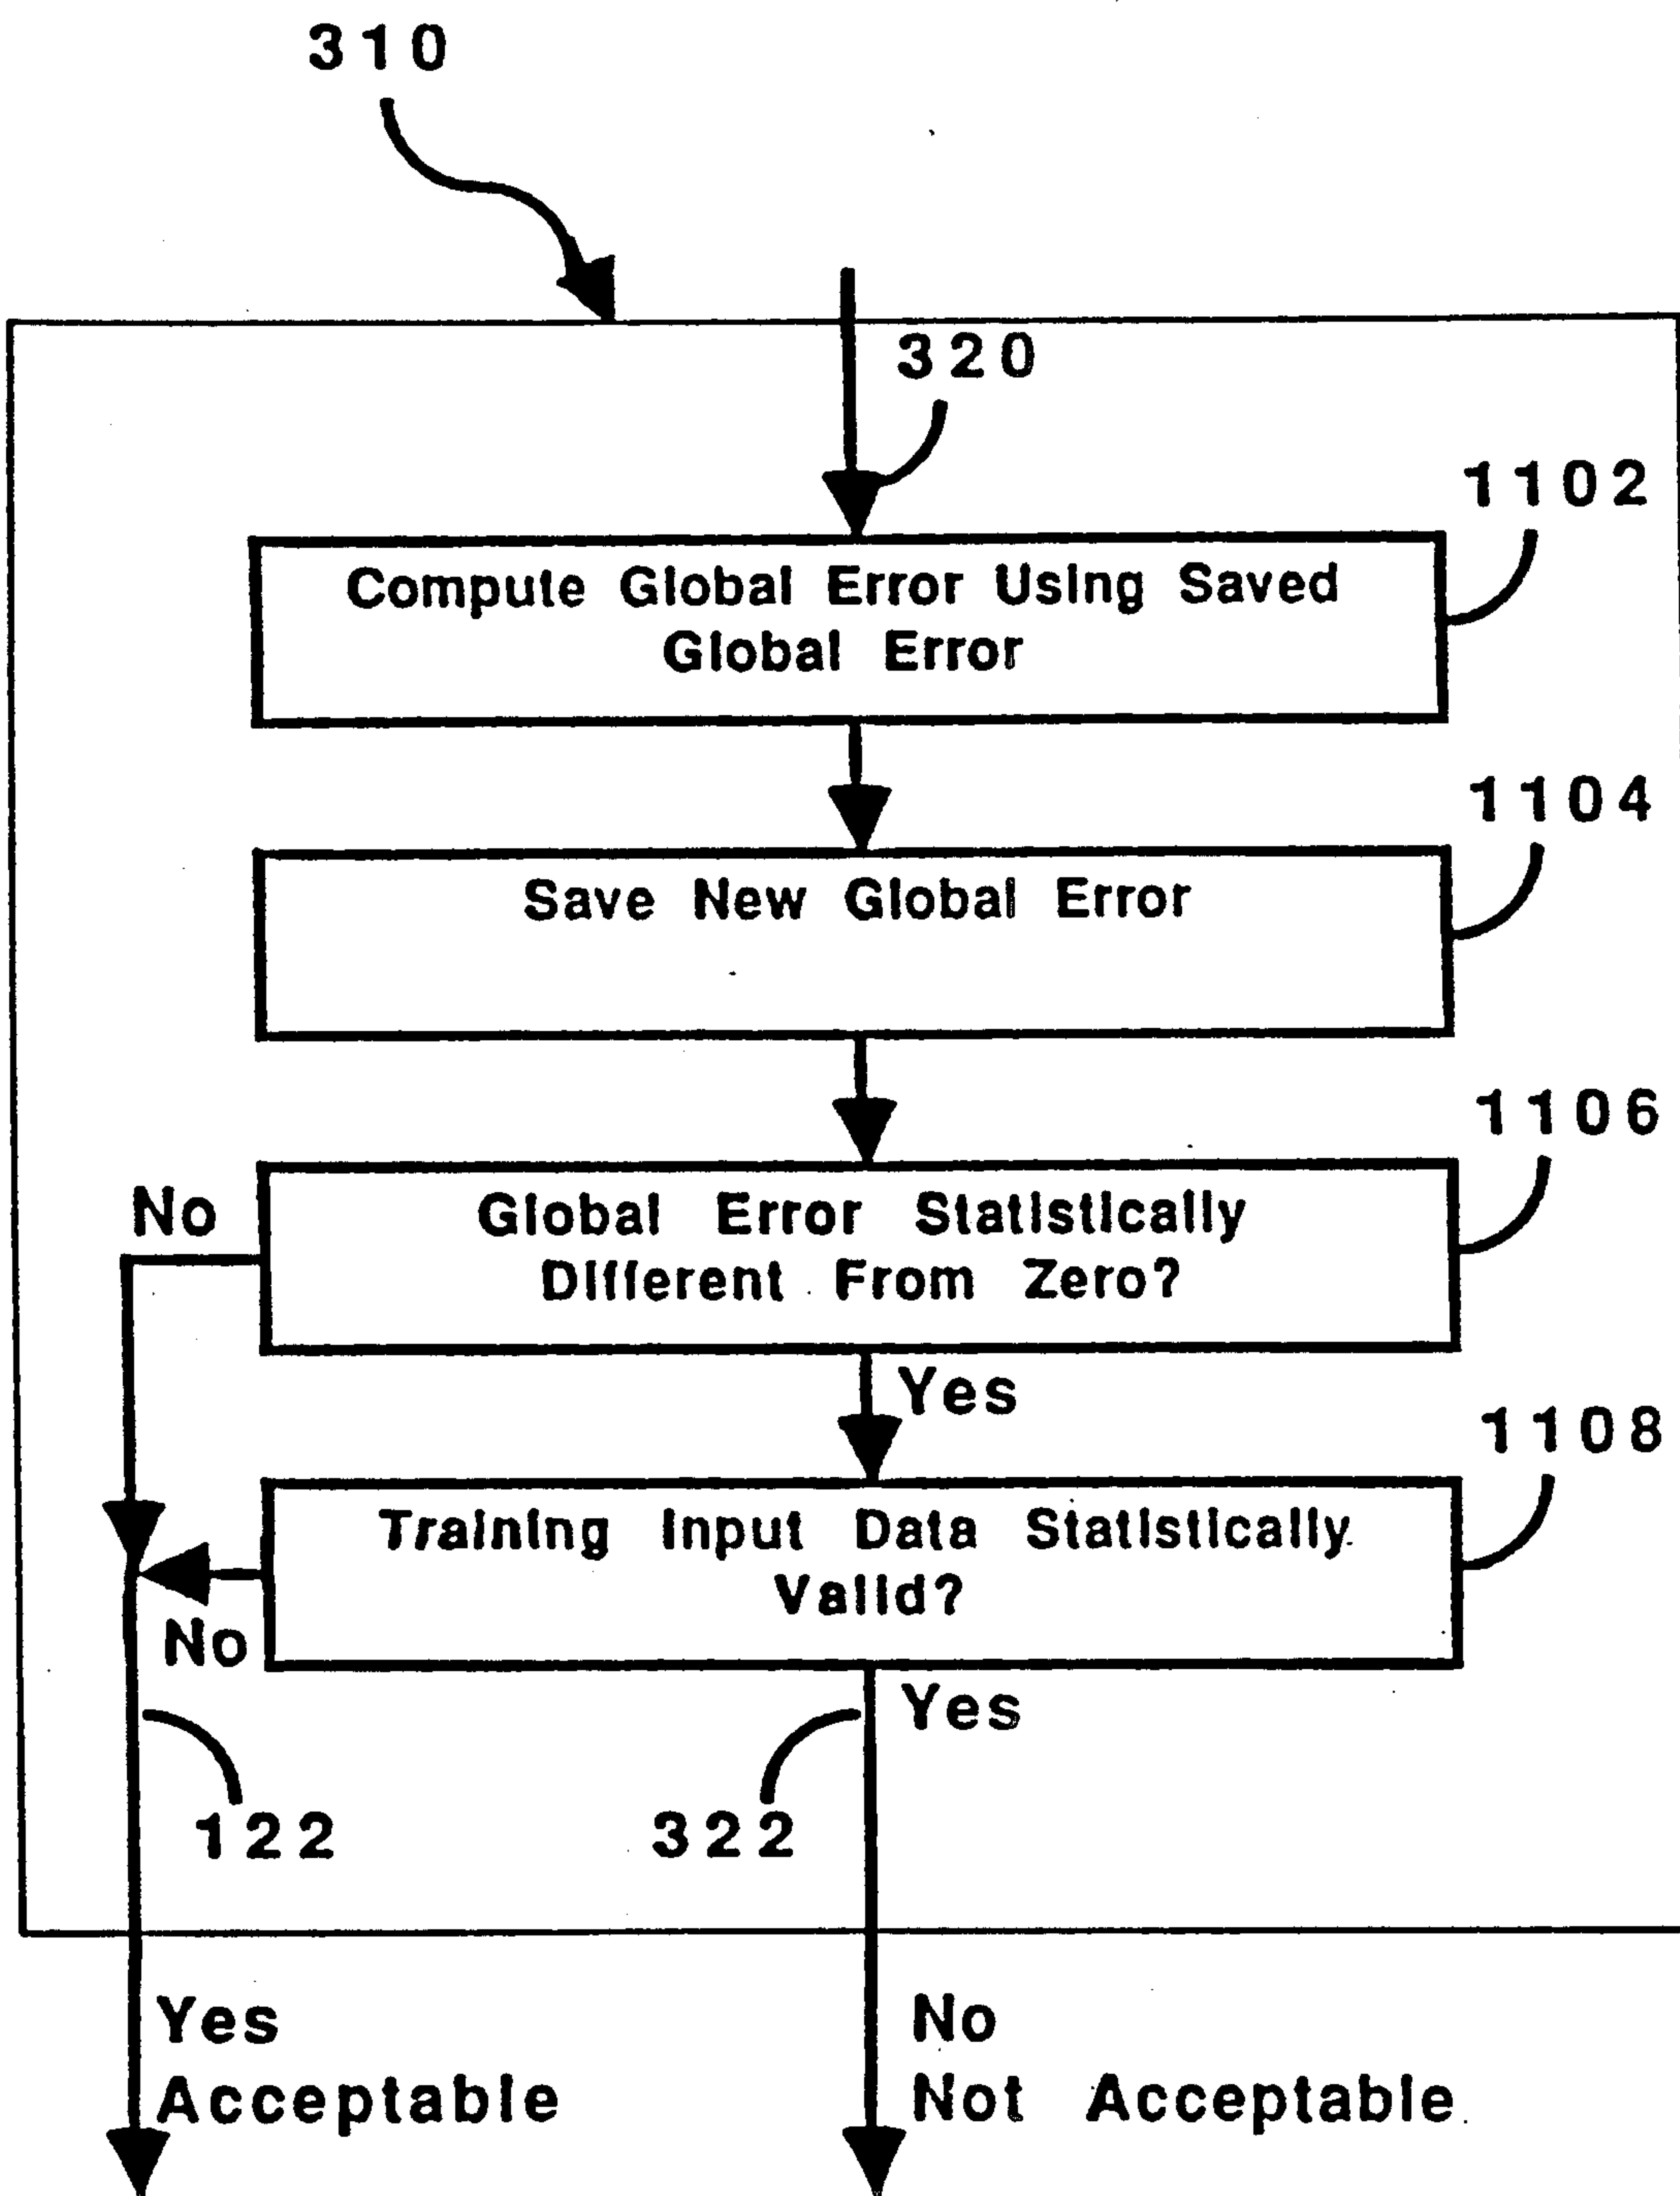 310
320
1102
Compute Global Error Using Saved
Global Error
1104
Save New Global Error
1106
No
Global Error Statistically
Different From Zero?
Yes
1108
Training Input Data Statistically
Valid?
No
Yes
122
322
Yes
Acceptable
No
Not Acceptable